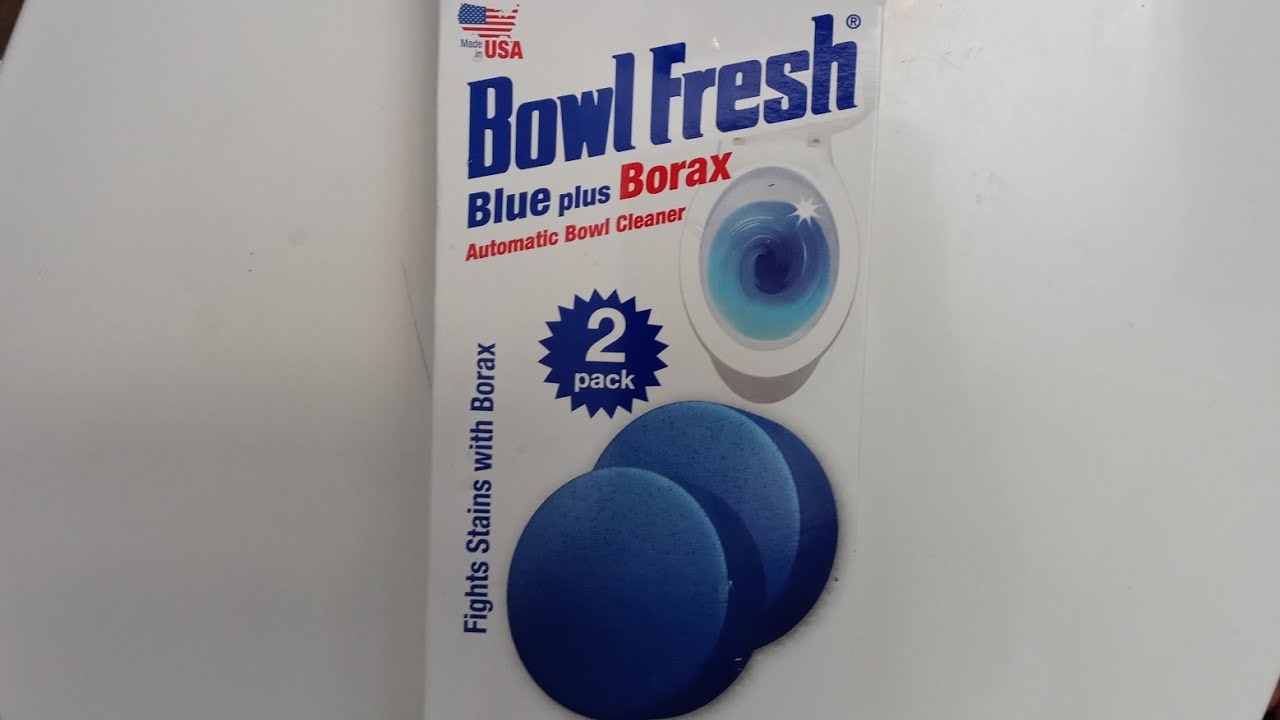 Made
in USA
Bowl Fresh®
Blue plus Borax
Automatic Bowl Cleaner
2
pack
Fights Stains with Borax